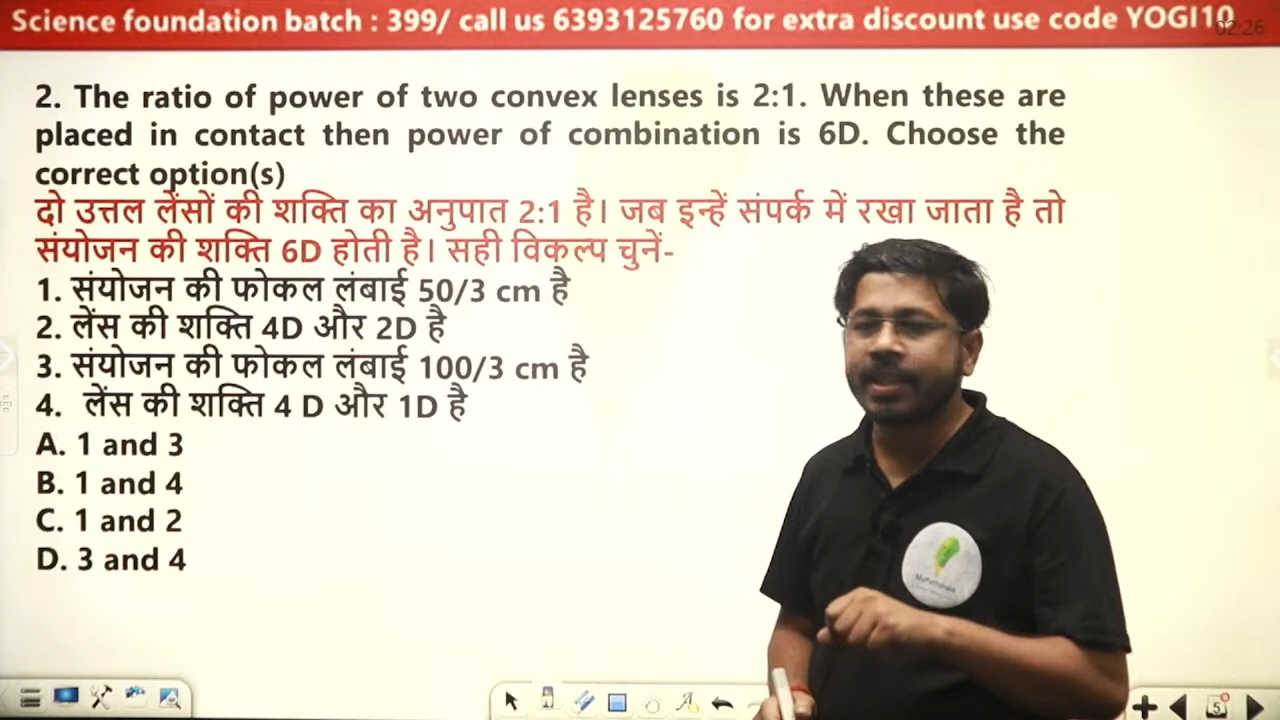 Science foundation batch : 399/ call us 6393125760 for extra discount use code YOGI10
02:26
2. The ratio of power of two convex lenses is 2:1. When these are
placed in contact then power of combination is 6D. Choose the
correct option(s)
दो उत्तल लेंसों की शक्ति का अनुपात 2:1 है। जब इन्हें संपर्क में रखा जाता है तो
संयोजन की शक्ति 6D होती है। सही विकल्प चुनें-
1. संयोजन की फोकल लंबाई 50/3 cm है
2. लेंस की शक्ति 4D और 2D है
3. संयोजन की फोकल लंबाई 100/3 cm है
4. लेंस की शक्ति 4 D और 1D है
A. 1 and 3
B. 1 and 4
C. 1 and 2
D. 3 and 4
5